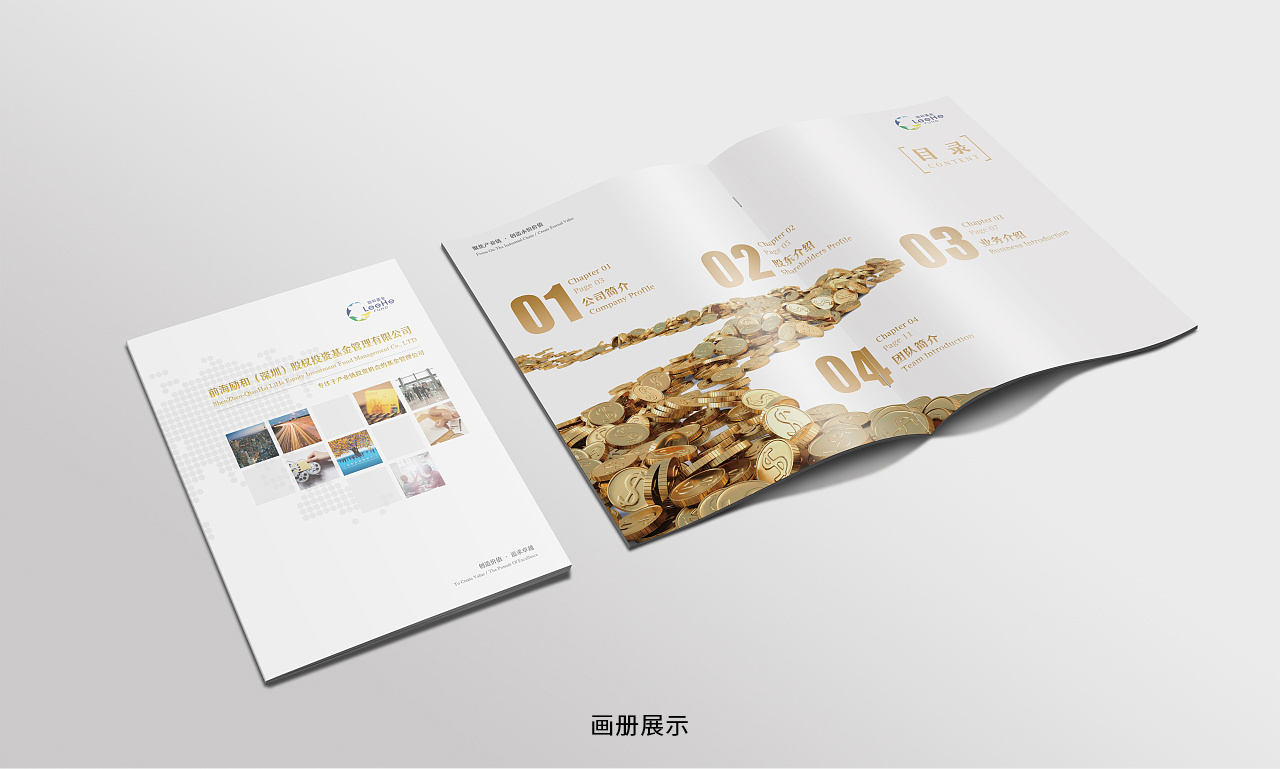 LeeHe
前海励和（深圳）股权投资基金管理有限公司
ShenZhen QianHai LiHe Equity Investment Fund Management Co., LTD
专注于产业链投资机会的基金管理公司
创造价值 · 追求卓越
To Create Value / The Pursuit Of Excellence
聚焦产业链 · 创造永恒价值
Focus On The Industrial Chain / Create Eternal Value
01
Chapter 01
Page 03
公司简介
Company Profile
02
Chapter 02
Page 05
股东介绍
Shareholders Profile
LeeHe
目录
CONTENT
03
Chapter 03
Page 07
业务介绍
Business Introduction
04
Chapter 04
Page 11
团队简介
Team Introduction
画册展示